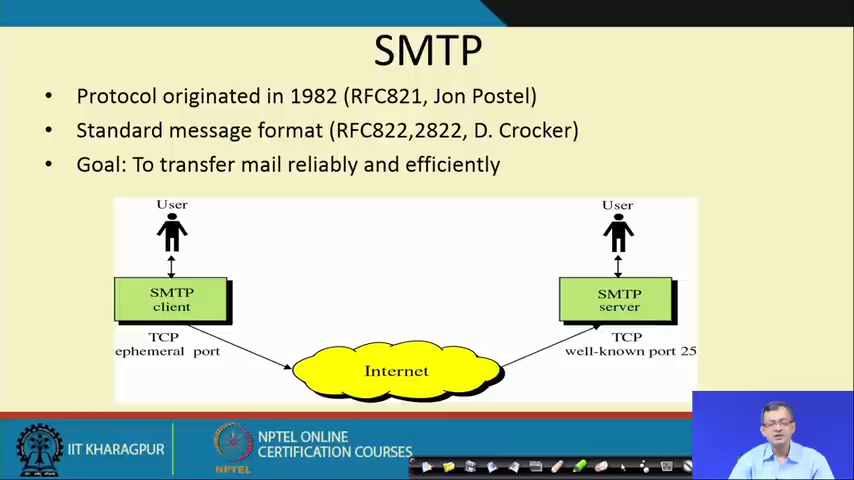 SMTP
• Protocol originated in 1982 (RFC821, Jon Postel)
• Standard message format (RFC822,2822, D. Crocker)
• Goal: To transfer mail reliably and efficiently
User
User
SMTP
client
SMTP
server
TCP
ephemeral port
TCP
well-known port 25
Internet
IIT KHARAGPUR
NPTEL
NPTEL ONLINE
CERTIFICATION COURSES